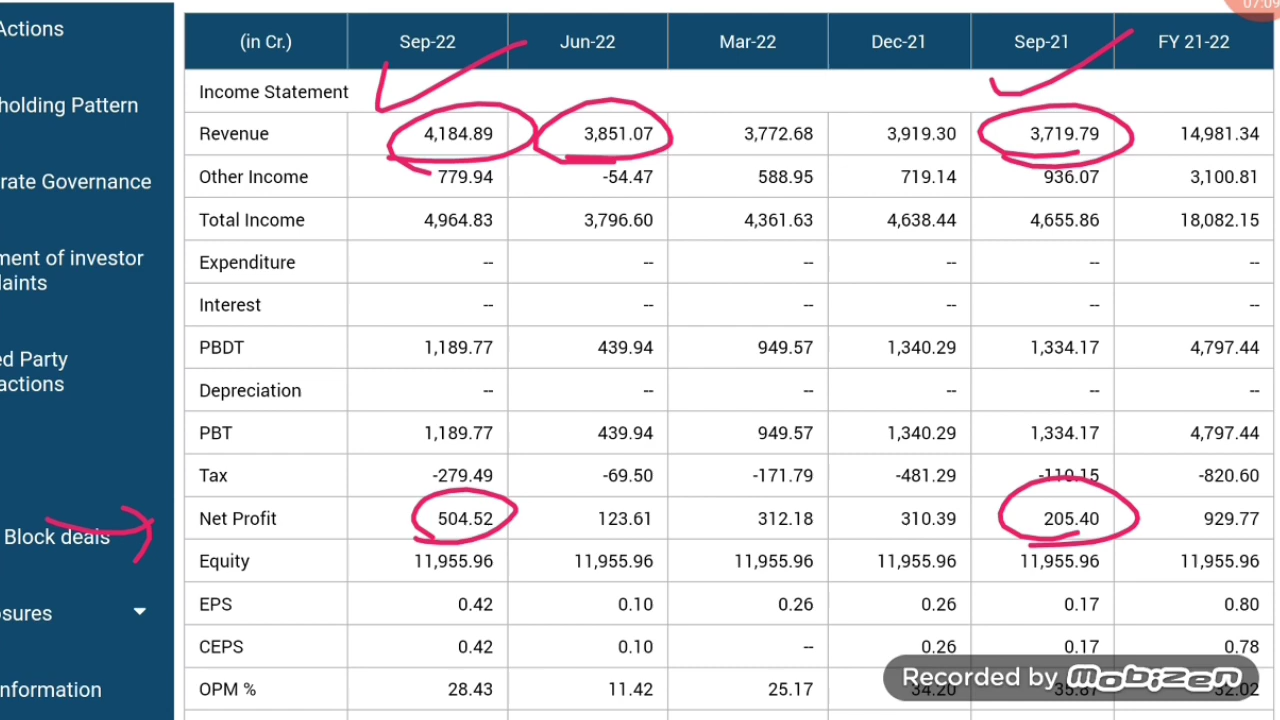 07:09
Actions
holding Pattern
rate Governance
ment of investor
laints
ed Party
actions
Block deals
osures
nformation
(in Cr.) Sep-22 Jun-22 Mar-22 Dec-21 Sep-21 FY 21-22
Income Statement
Revenue 4,184.89 3,851.07 3,772.68 3,919.30 3,719.79 14,981.34
Other Income 779.94 -54.47 588.95 719.14 936.07 3,100.81
Total Income 4,964.83 3,796.60 4,361.63 4,638.44 4,655.86 18,082.15
Expenditure -- -- -- -- -- --
Interest -- -- -- -- -- --
PBDT 1,189.77 439.94 949.57 1,340.29 1,334.17 4,797.44
Depreciation -- -- -- -- -- --
PBT 1,189.77 439.94 949.57 1,340.29 1,334.17 4,797.44
Tax -279.49 -69.50 -171.79 -481.29 -119.15 -820.60
Net Profit 504.52 123.61 312.18 310.39 205.40 929.77
Equity 11,955.96 11,955.96 11,955.96 11,955.96 11,955.96 11,955.96
EPS 0.42 0.10 0.26 0.26 0.17 0.80
CEPS 0.42 0.10 -- 0.26 0.17 0.78
OPM % 28.43 11.42 25.17 34.20 35.87 32.02
Recorded by Mobizen